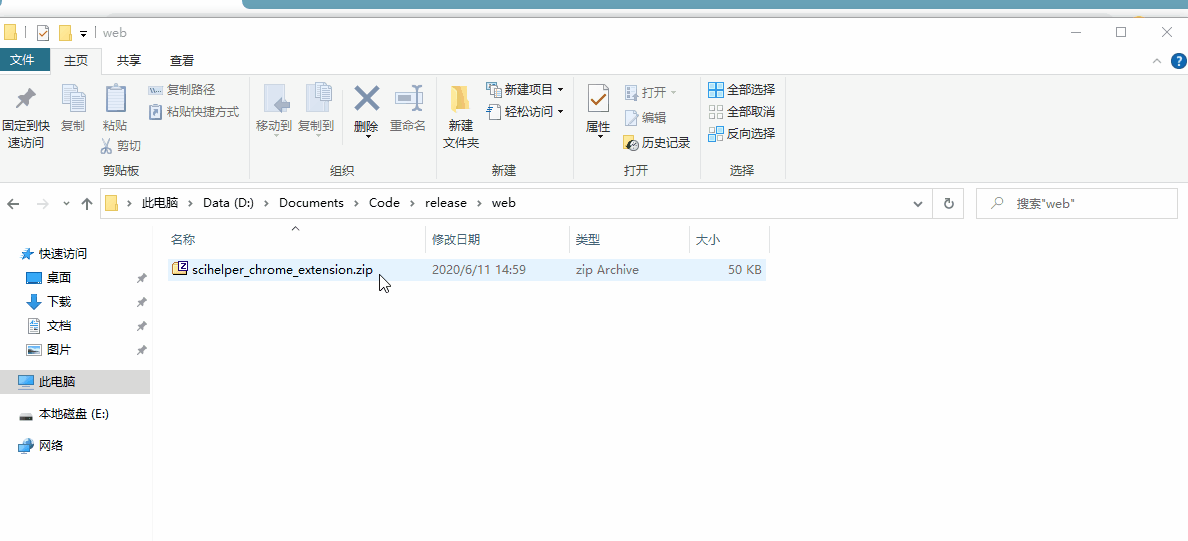 web
文件 主页 共享 查看
固定到快速访问
复制
粘贴
复制路径
粘贴快捷方式
剪切
剪贴板
移动到
复制到
删除
重命名
组织
新建文件夹
新建项目
轻松访问
新建
属性
打开
编辑
历史记录
打开
全部选择
全部取消
反向选择
选择
此电脑 Data (D:) Documents Code release web
搜索"web"
名称 修改日期 类型 大小
scihelper_chrome_extension.zip 2020/6/11 14:59 zip Archive 50 KB
快速访问
桌面
下载
文档
图片
此电脑
本地磁盘 (E:)
网络